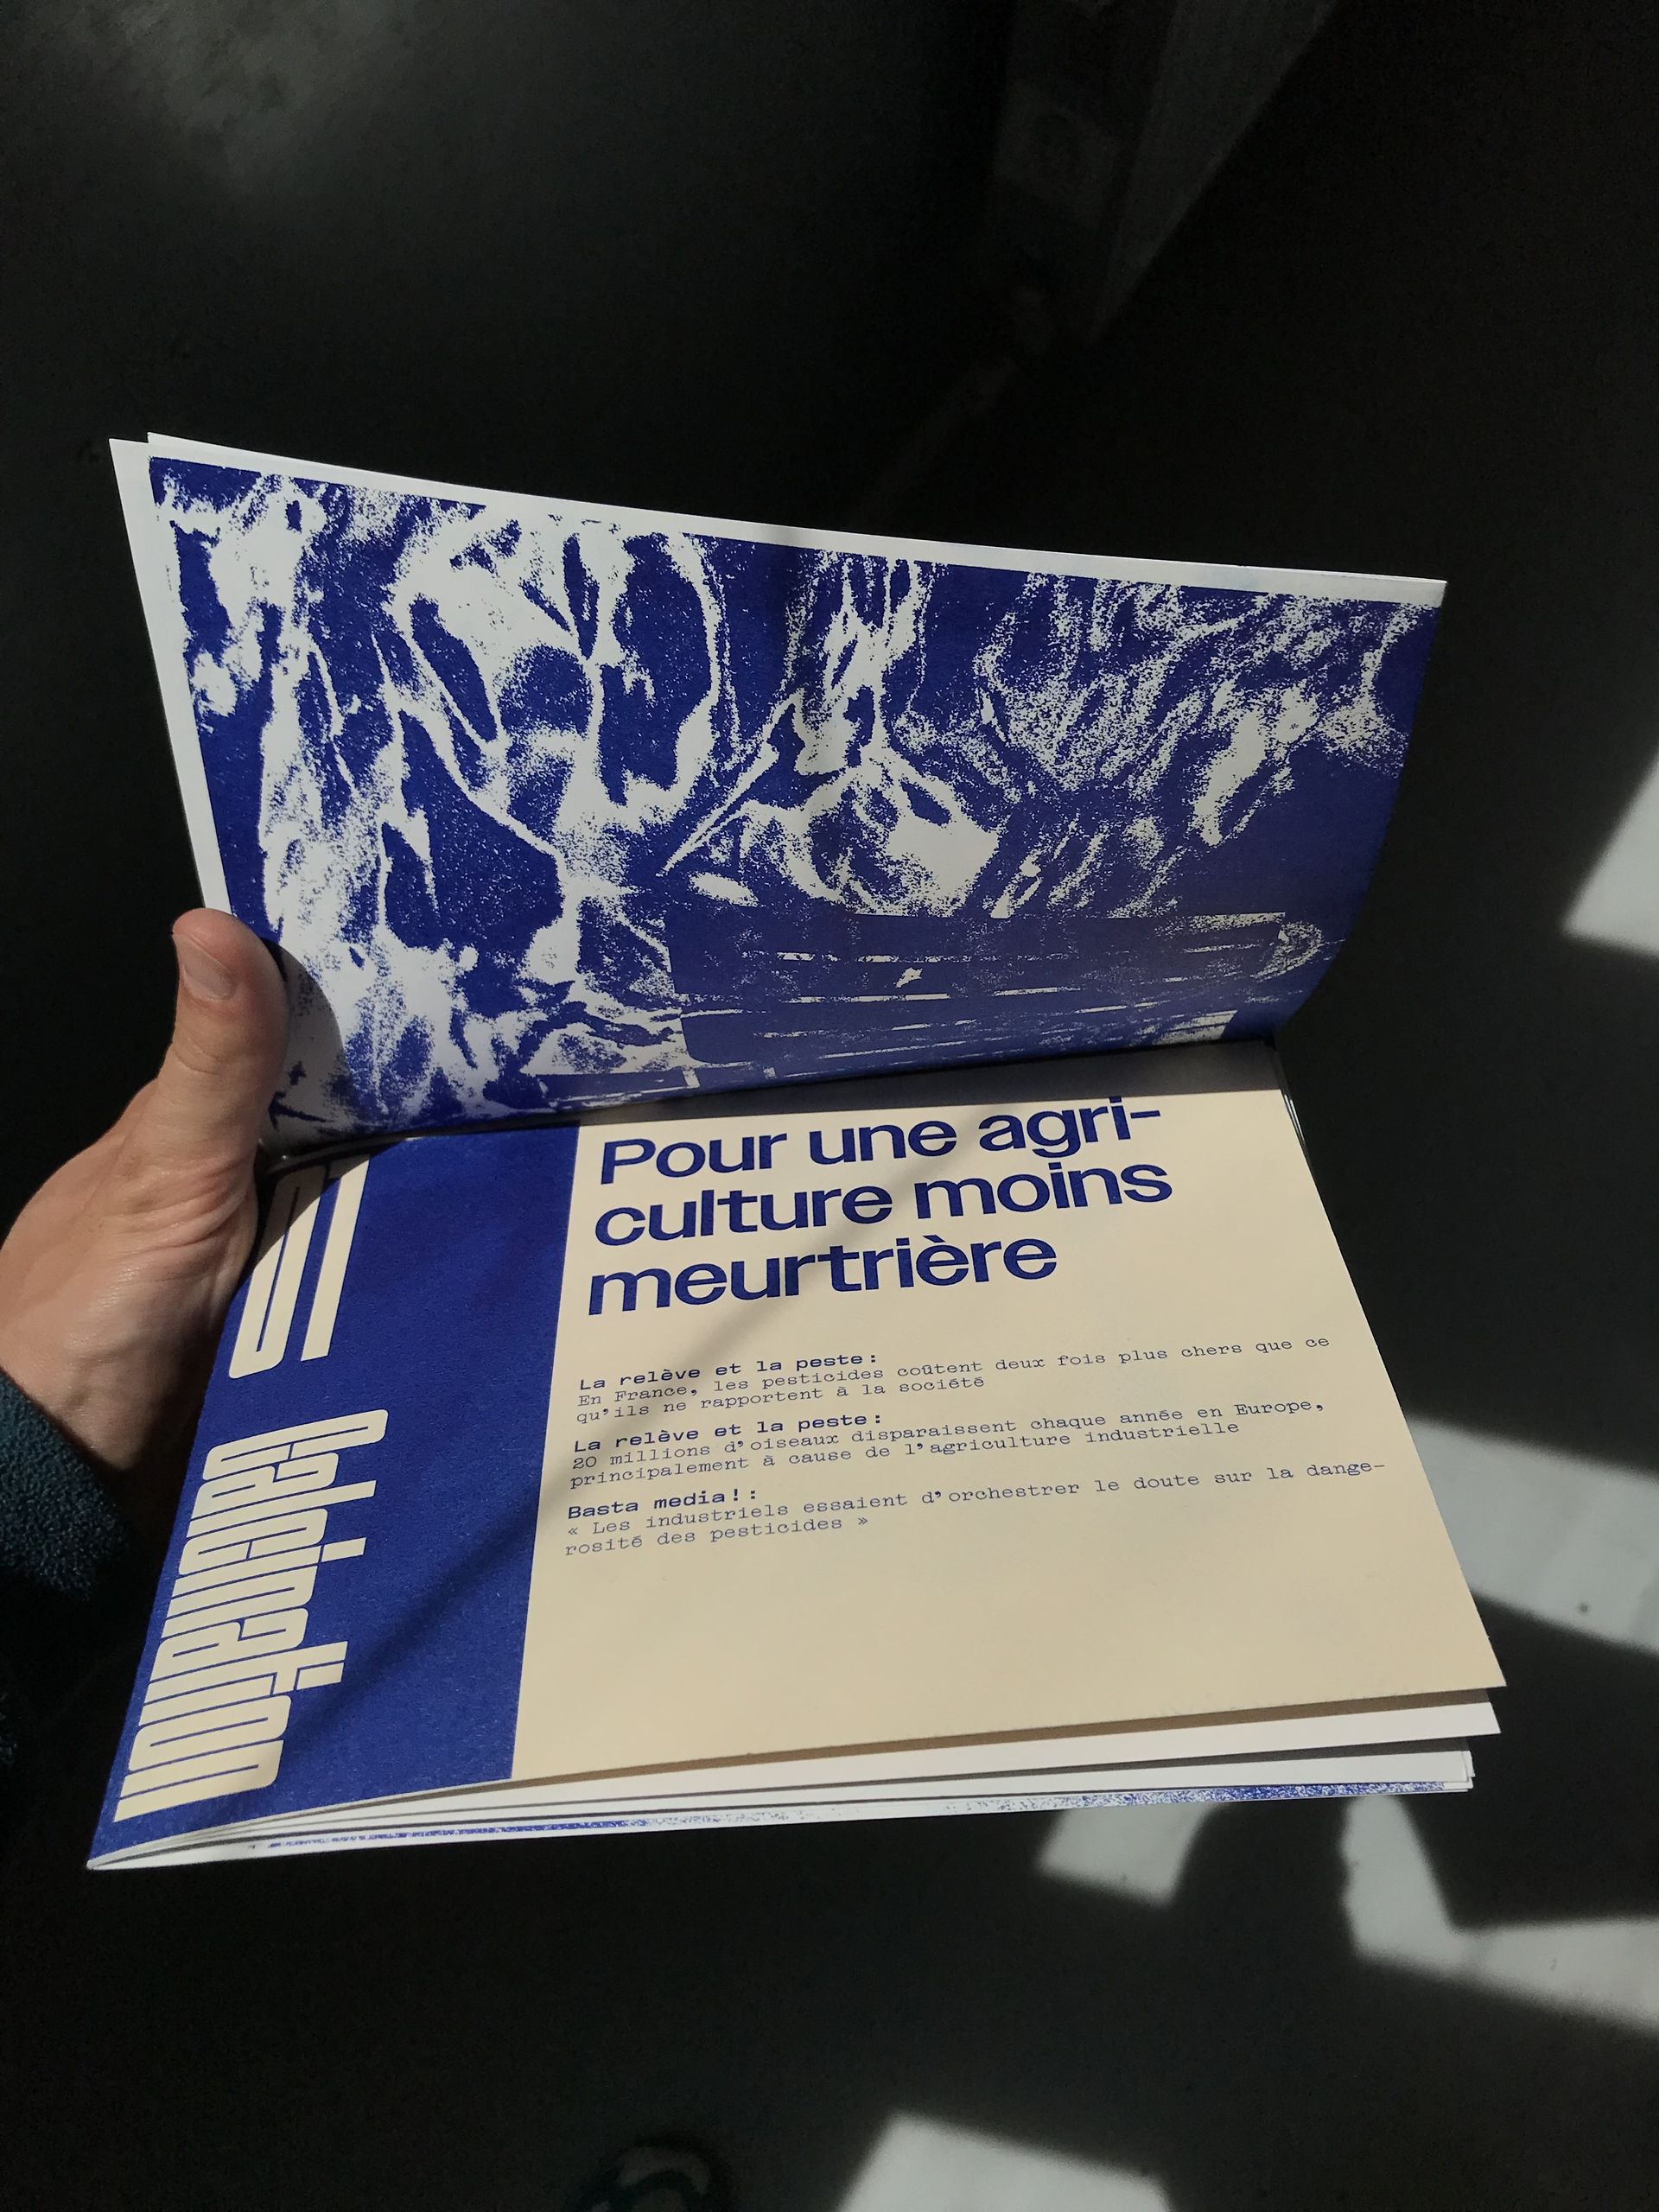 Pour une agri-
culture moins
meurtrière
La relève et la peste :
En France, les pesticides coûtent deux fois plus chers que ce
qu'ils ne rapportent à la société
La relève et la peste :
20 millions d'oiseaux disparaissent chaque année en Europe,
principalement à cause de l'agriculture industrielle
Basta media! :
« Les industriels essaient d'orchestrer le doute sur la dange-
rosité des pesticides »
Calcination